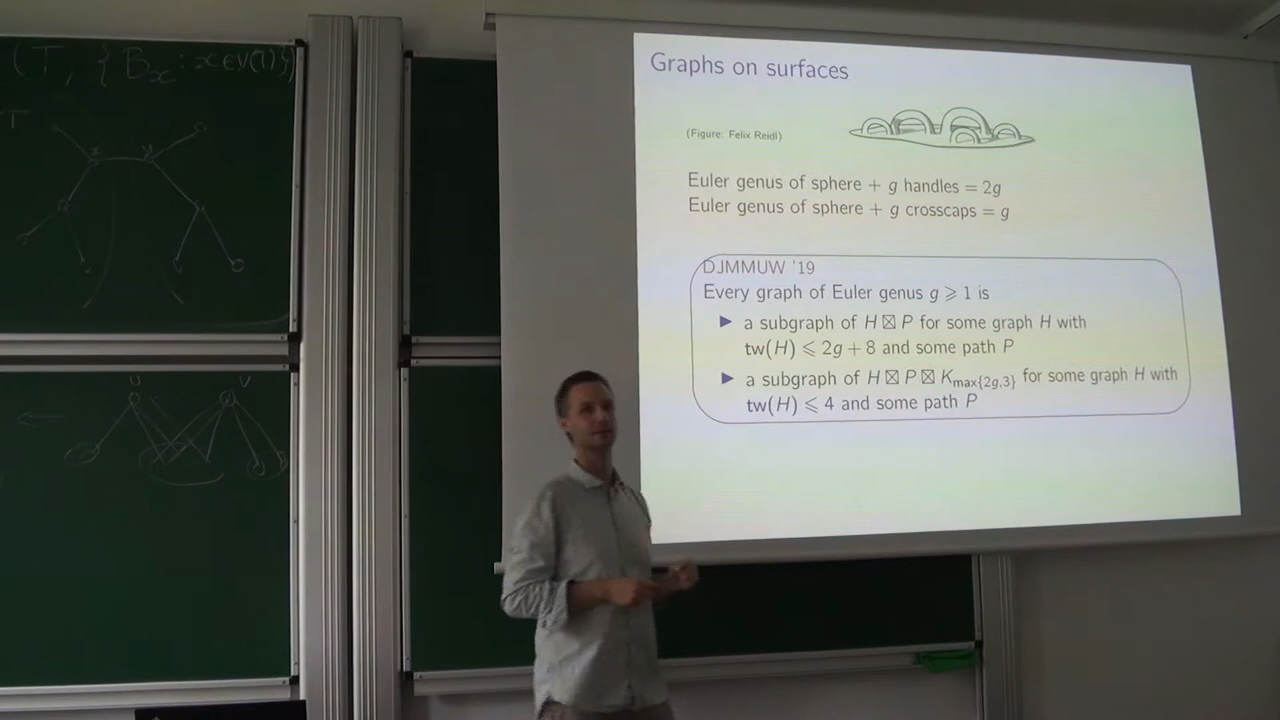 (T, { B_x : x ∈ V(T) })
T
x y
U V
Graphs on surfaces
(Figure: Felix Reidl)
Euler genus of sphere + g handles = 2g
Euler genus of sphere + g crosscaps = g
DJMMUW '19
Every graph of Euler genus g ⩾ 1 is
▶ a subgraph of H ⊠ P for some graph H with
tw(H) ⩽ 2g + 8 and some path P
▶ a subgraph of H ⊠ P ⊠ K_max{2g,3} for some graph H with
tw(H) ⩽ 4 and some path P